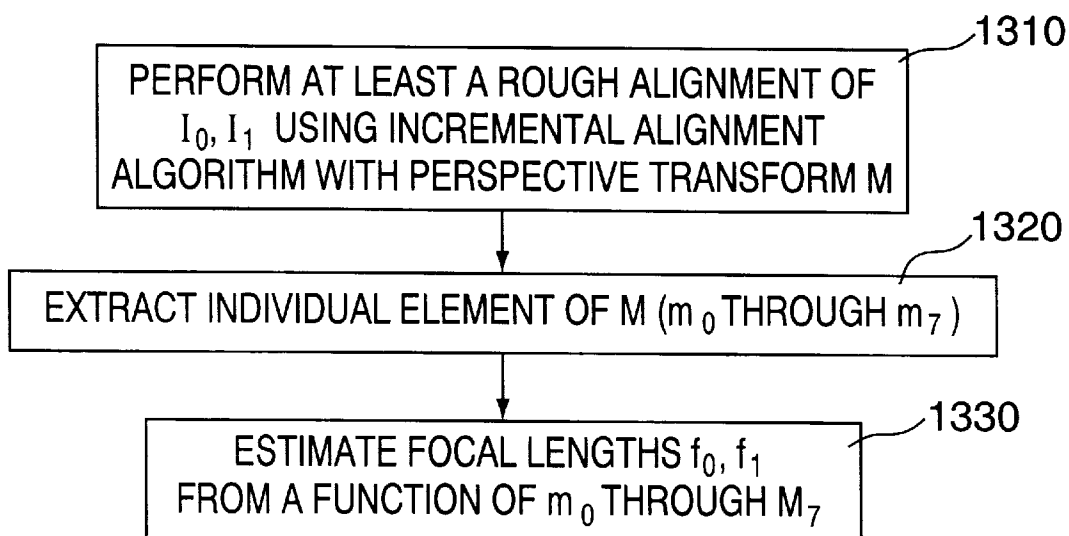 1310
PERFORM AT LEAST A ROUGH ALIGNMENT OF
I₀, I₁ USING INCREMENTAL ALIGNMENT
ALGORITHM WITH PERSPECTIVE TRANSFORM M
1320
EXTRACT INDIVIDUAL ELEMENT OF M (m₀ THROUGH m₇)
1330
ESTIMATE FOCAL LENGTHS f₀, f₁
FROM A FUNCTION OF m₀ THROUGH M₇